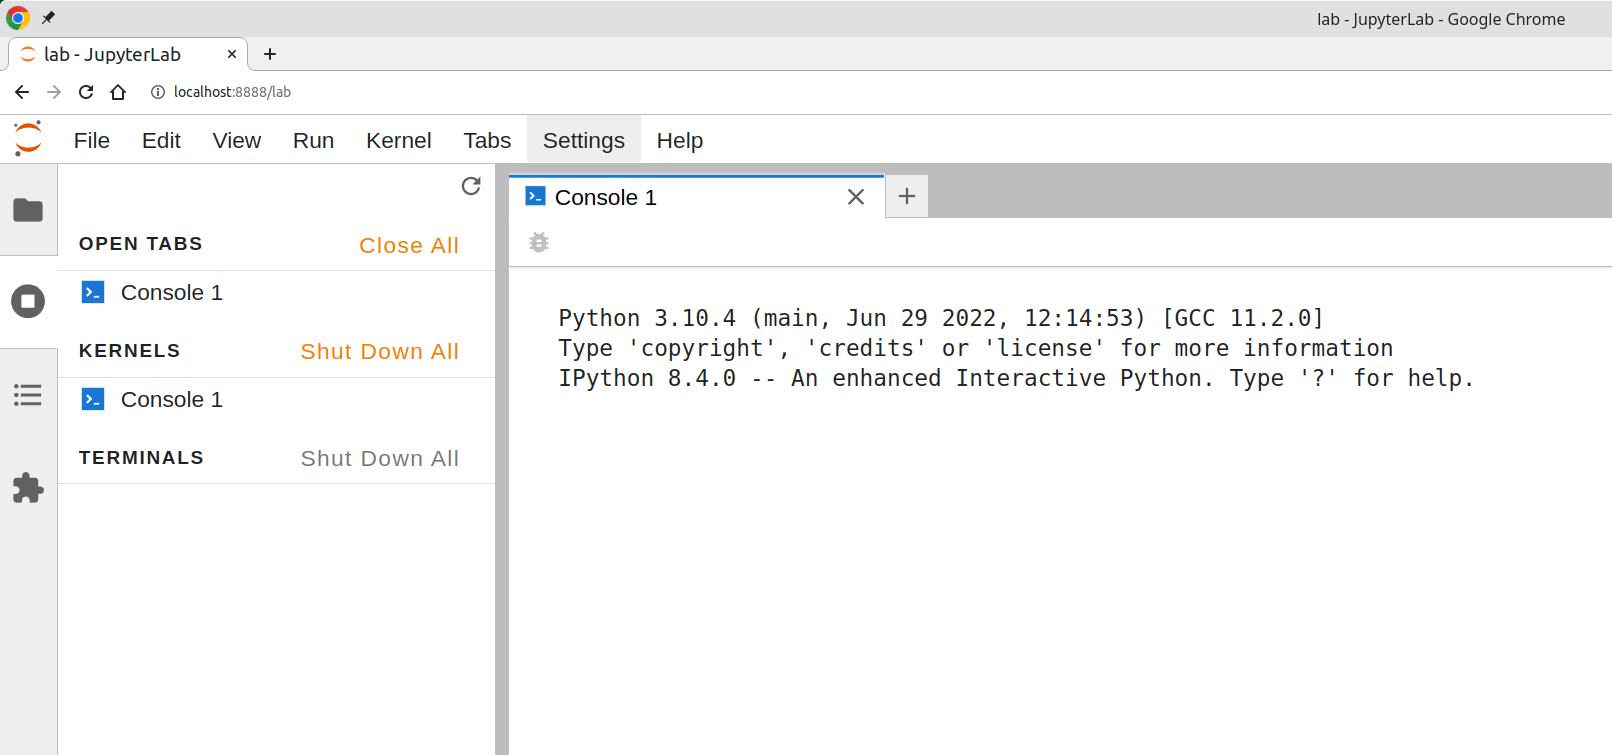 lab - JupyterLab - Google Chrome
lab - JupyterLab
localhost:8888/lab
File Edit View Run Kernel Tabs Settings Help
OPEN TABS Close All
Console 1
KERNELS Shut Down All
Console 1
TERMINALS Shut Down All
Console 1
Python 3.10.4 (main, Jun 29 2022, 12:14:53) [GCC 11.2.0]
Type 'copyright', 'credits' or 'license' for more information
IPython 8.4.0 -- An enhanced Interactive Python. Type '?' for help.